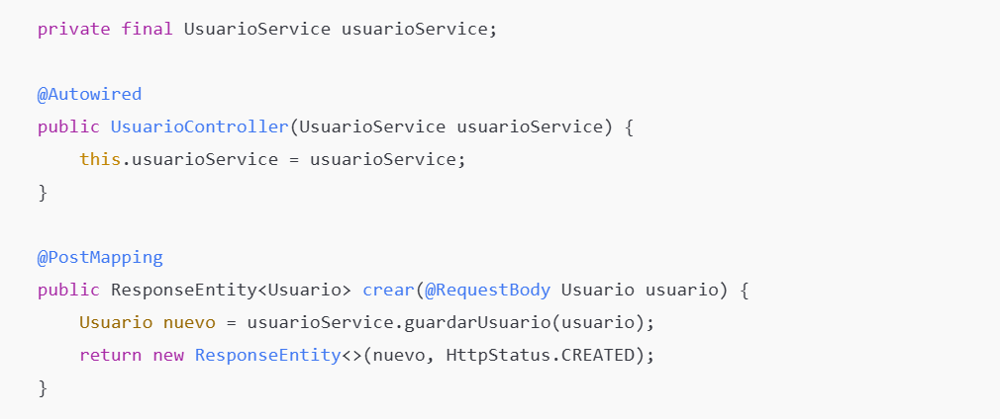 private final UsuarioService usuarioService;
@Autowired
public UsuarioController(UsuarioService usuarioService) {
this.usuarioService = usuarioService;
}
@PostMapping
public ResponseEntity<Usuario> crear(@RequestBody Usuario usuario) {
Usuario nuevo = usuarioService.guardarUsuario(usuario);
return new ResponseEntity<>(nuevo, HttpStatus.CREATED);
}